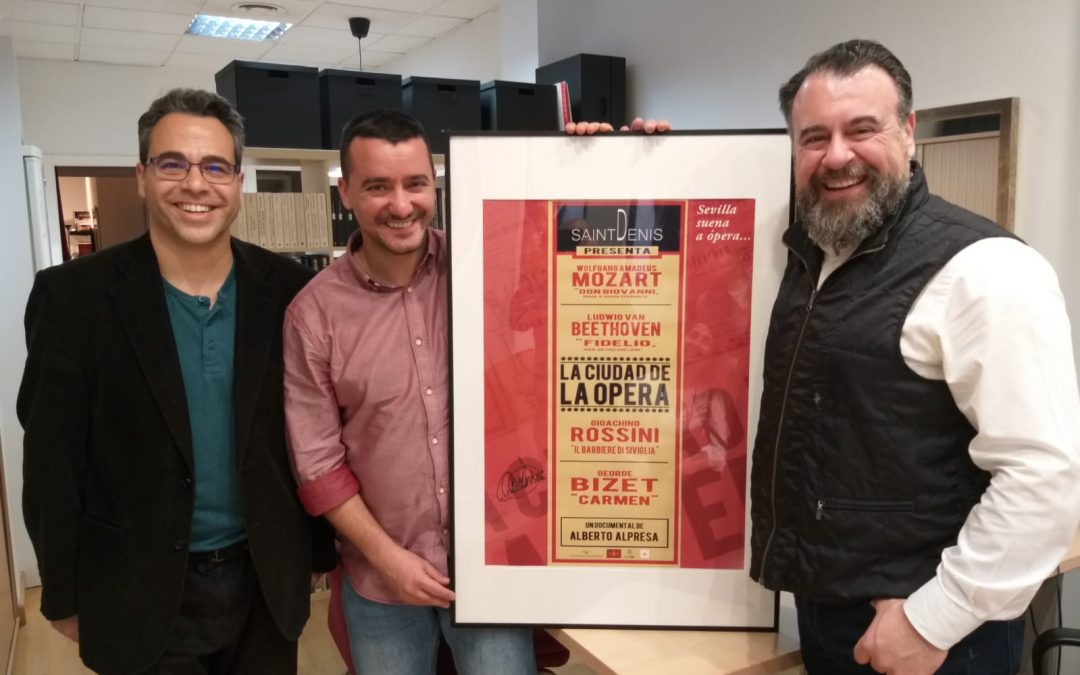 Sevilla
suena
a ópera...
SAINTDENIS
PRESENTA
WOLFGANG AMADEUS
MOZART
"DON GIOVANNI.
LUDWIG VAN
BEETHOVEN
"FIDELIO.
LA CIUDAD DE
LA OPERA
GIOACHINO
ROSSINI
"IL BARBIERE DI SIVIGLIA"
GEORGE
BIZET
"CARMEN"
UN DOCUMENTAL DE
ALBERTO ALPRESA